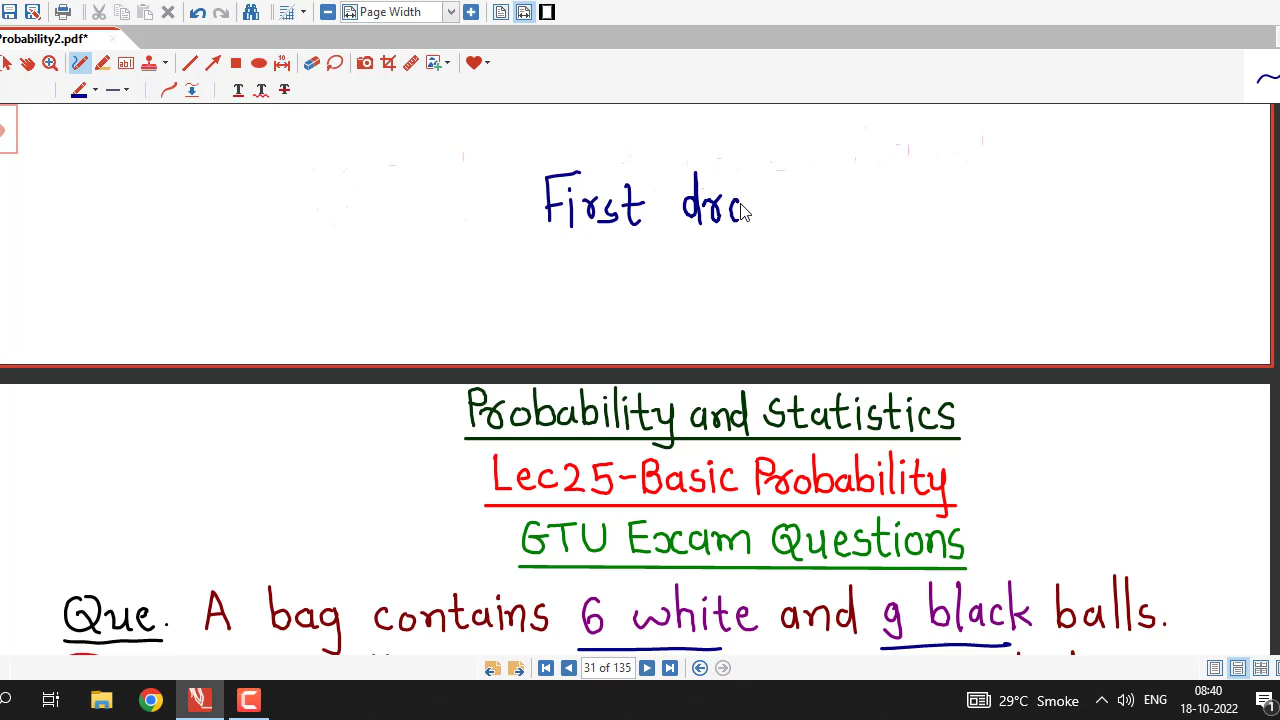 Page Width
Probability2.pdf*
First dra
Probability and Statistics
Lec25-Basic Probability
GTU Exam Questions
Que. A bag contains 6 white and 9 black balls.
31 of 135
29°C Smoke
ENG
08:40
18-10-2022